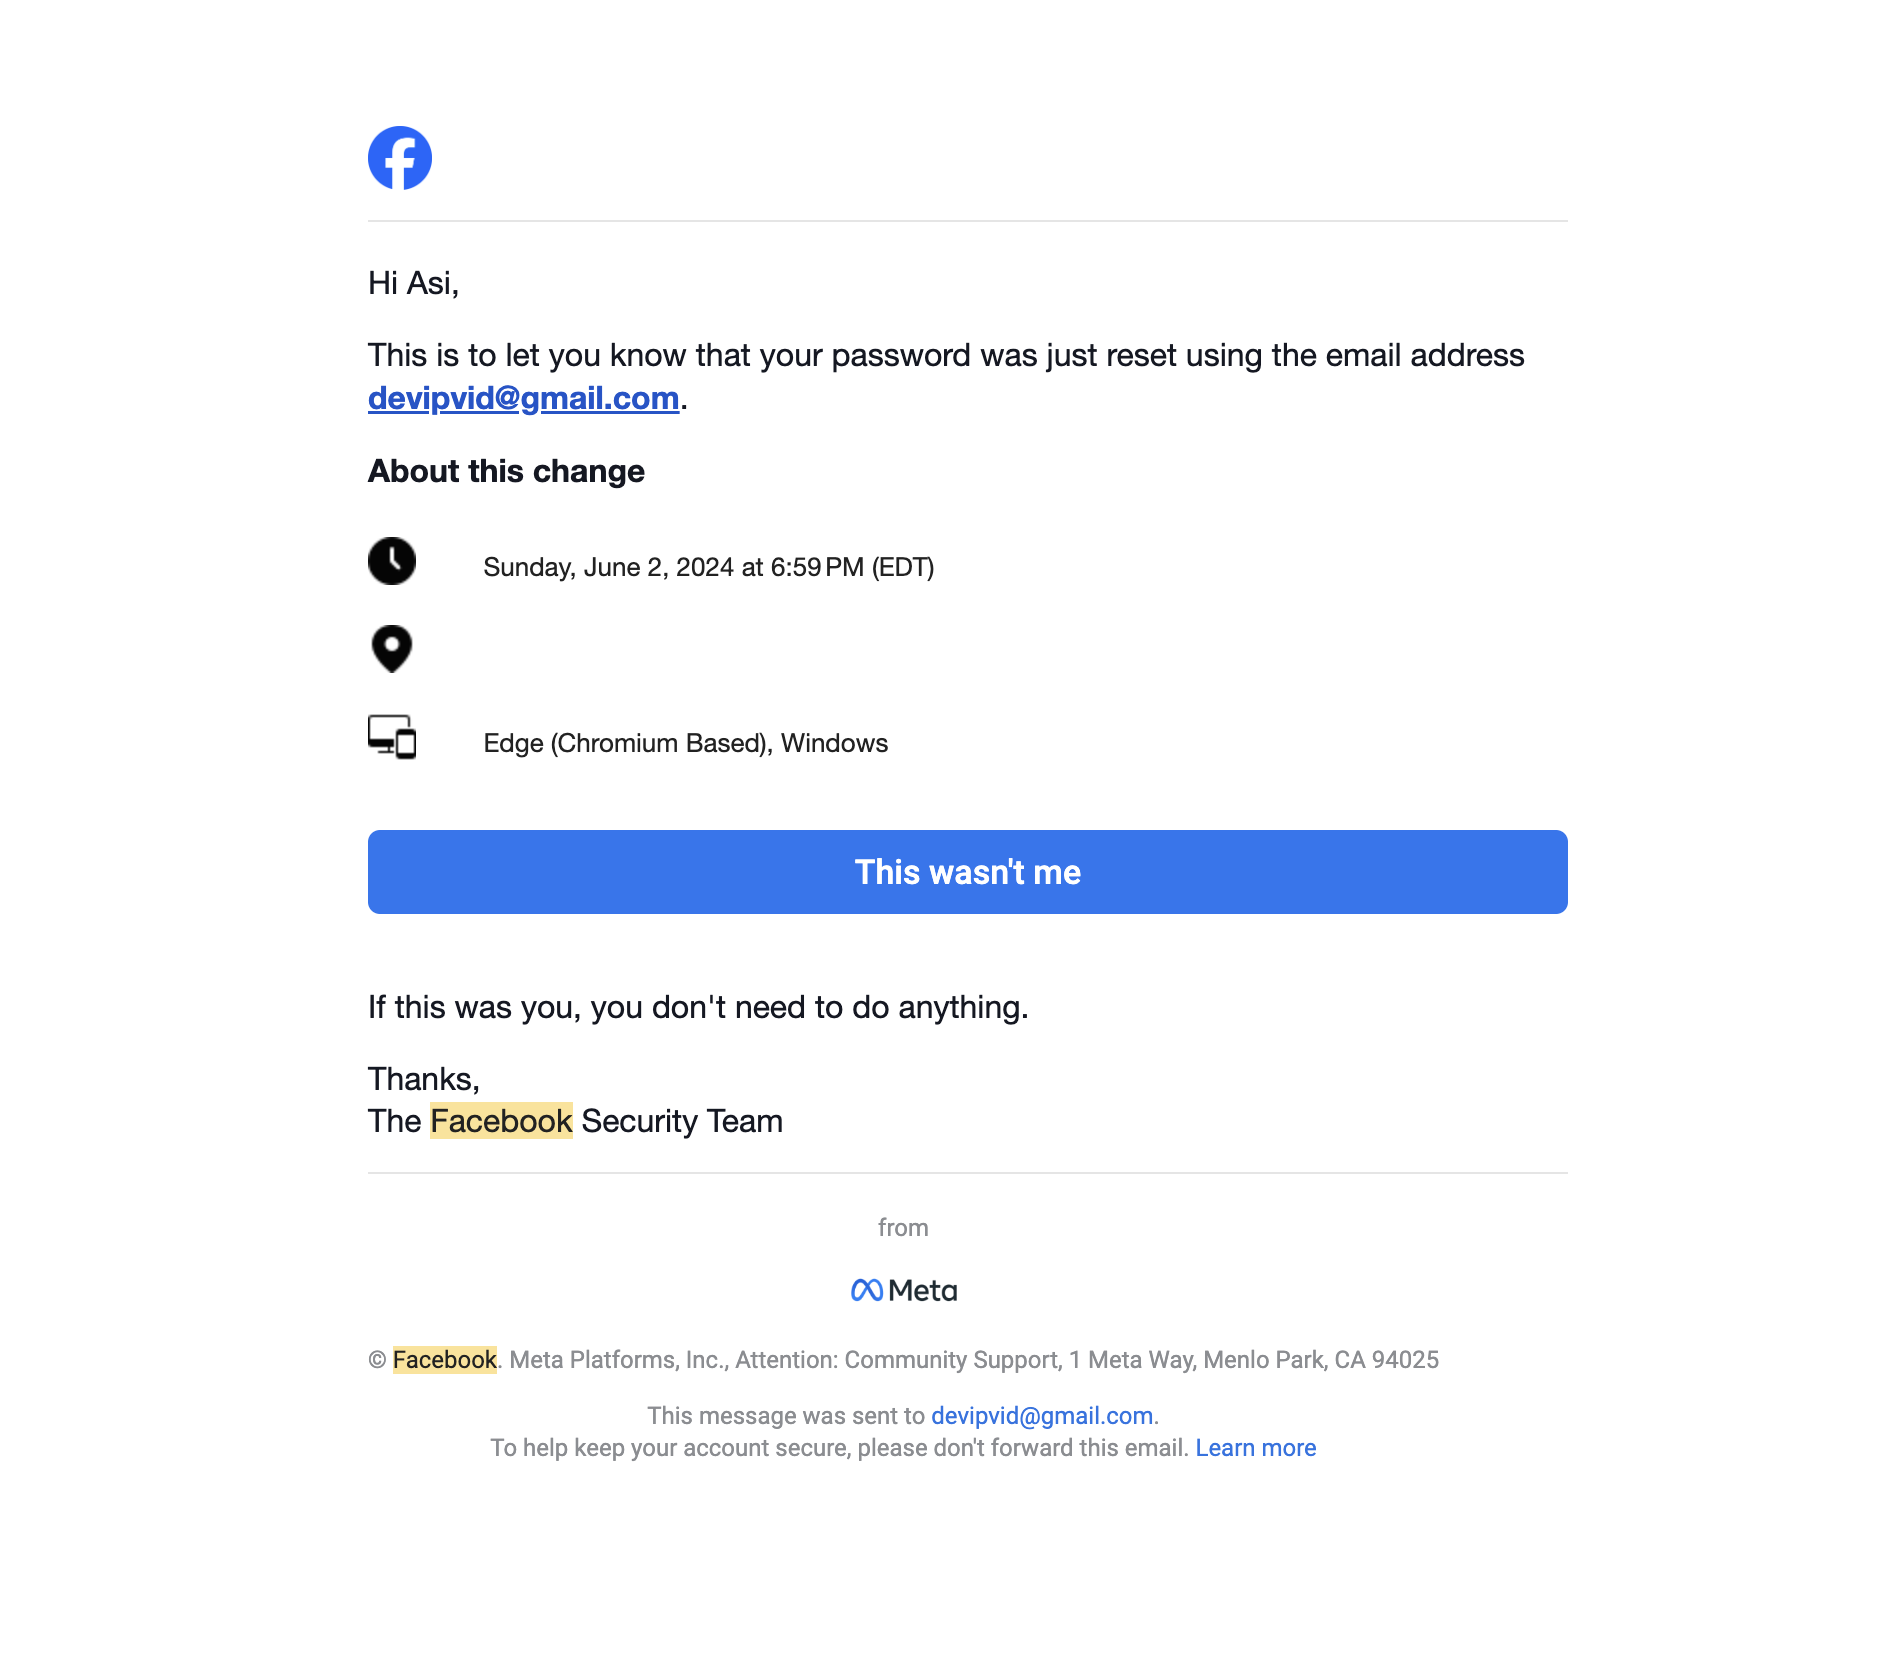 Hi Asi,
This is to let you know that your password was just reset using the email address
devipvid@gmail.com.
About this change
Sunday, June 2, 2024 at 6:59 PM (EDT)
Edge (Chromium Based), Windows
This wasn't me
If this was you, you don't need to do anything.
Thanks,
The Facebook Security Team
from
Meta
© Facebook. Meta Platforms, Inc., Attention: Community Support, 1 Meta Way, Menlo Park, CA 94025
This message was sent to devipvid@gmail.com.
To help keep your account secure, please don't forward this email. Learn more